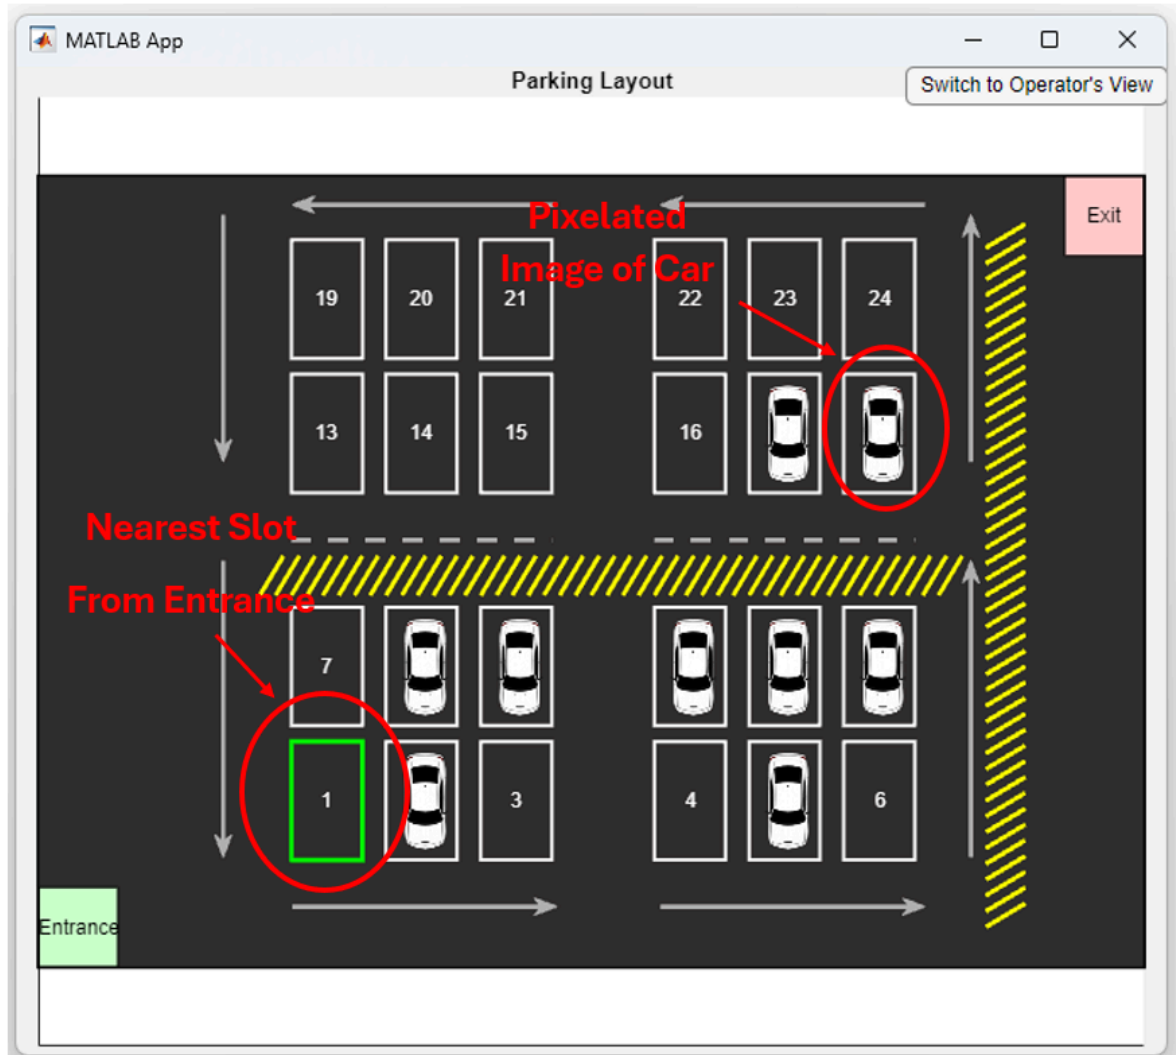 MATLAB App
Parking Layout
Switch to Operator's View
Exit
Pixelated
Image of Car
19 20 21 22 23 24
13 14 15 16
Nearest Slot
From Entrance
7
1 3 4 6
Entrance